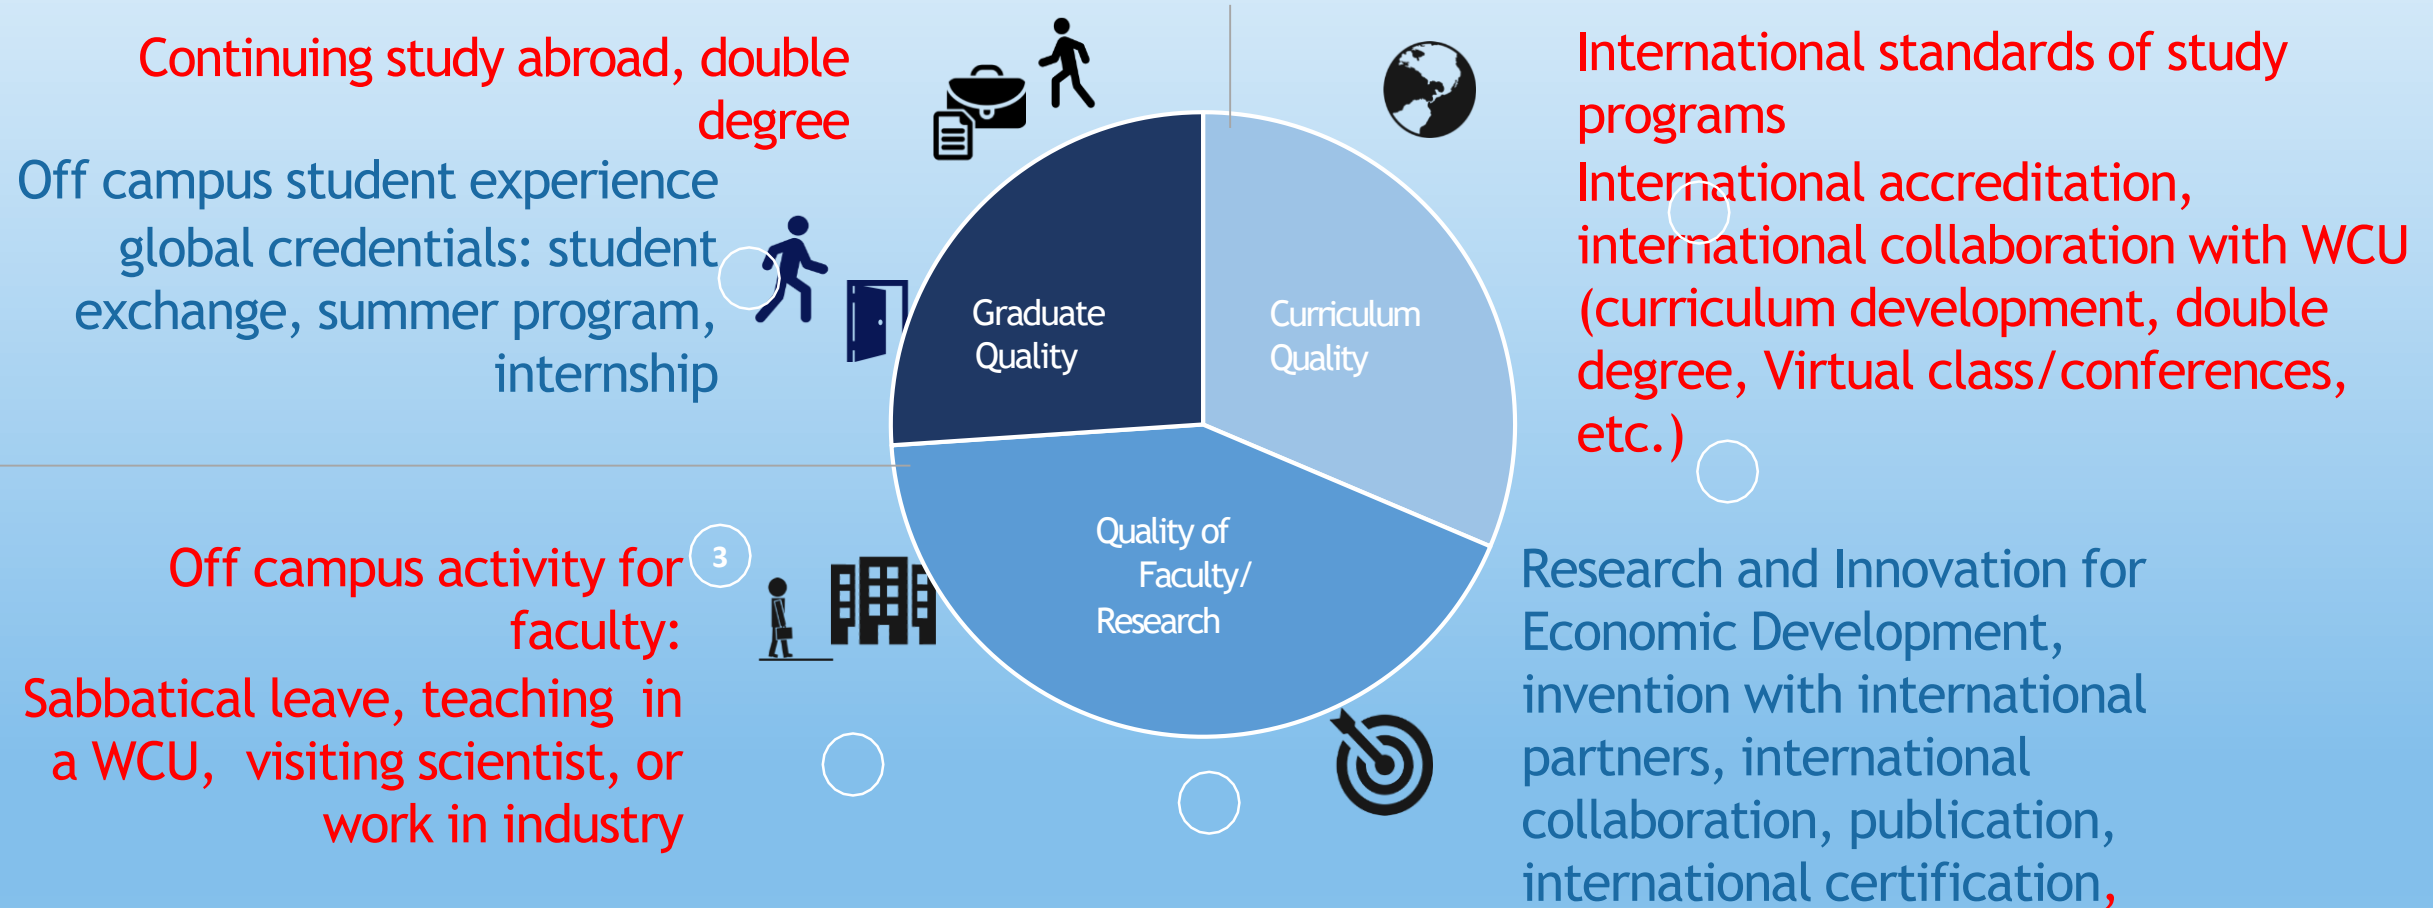 Continuing study abroad, double
degree
Off campus student experience
global credentials: student
exchange, summer program,
internship
International standards of study
programs
International accreditation,
international collaboration with WCU
(curriculum development, double
degree, Virtual class/conferences,
etc.)
Graduate
Quality
Curriculum
Quality
Quality of
Faculty/
Research
3
Off campus activity for
faculty:
Sabbatical leave, teaching in
a WCU, visiting scientist, or
work in industry
Research and Innovation for
Economic Development,
invention with international
partners, international
collaboration, publication,
international certification,